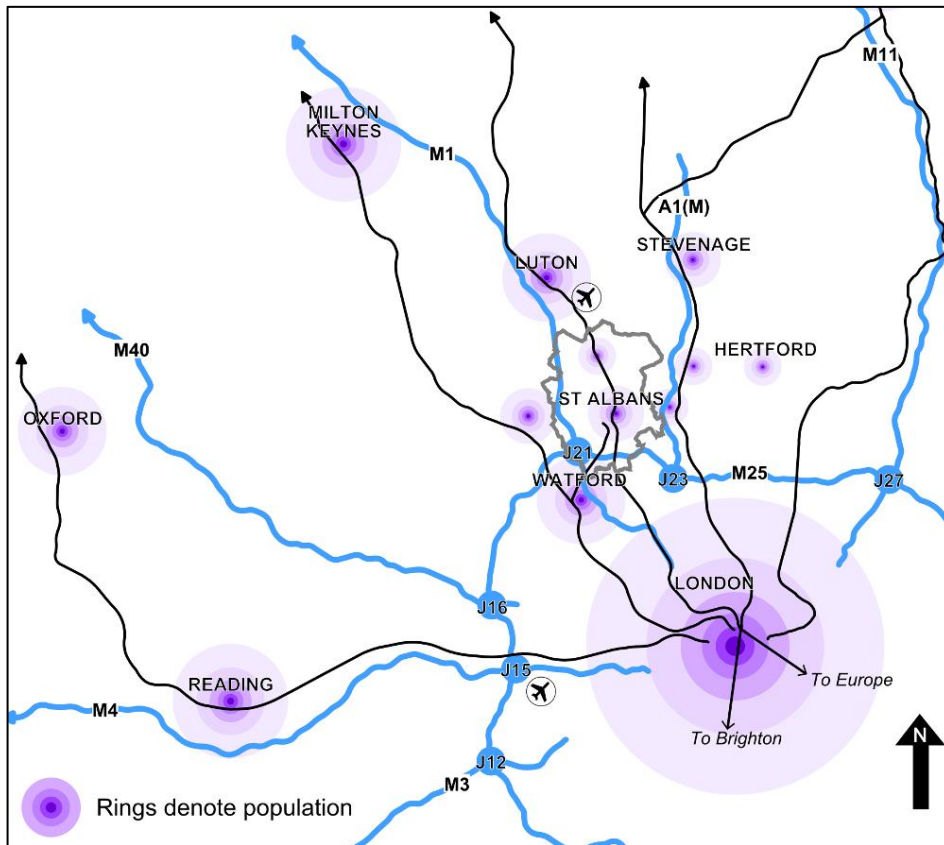 M11
MILTON
KEYNES
M1
A1(M)
STEVENAGE
LUTON
M40
HERTFORD
ST ALBANS
OXFORD
J21
WATFORD
J23
M25
J27
LONDON
J16
READING
J15
To Europe
M4
To Brighton
N
J12
M3
Rings denote population